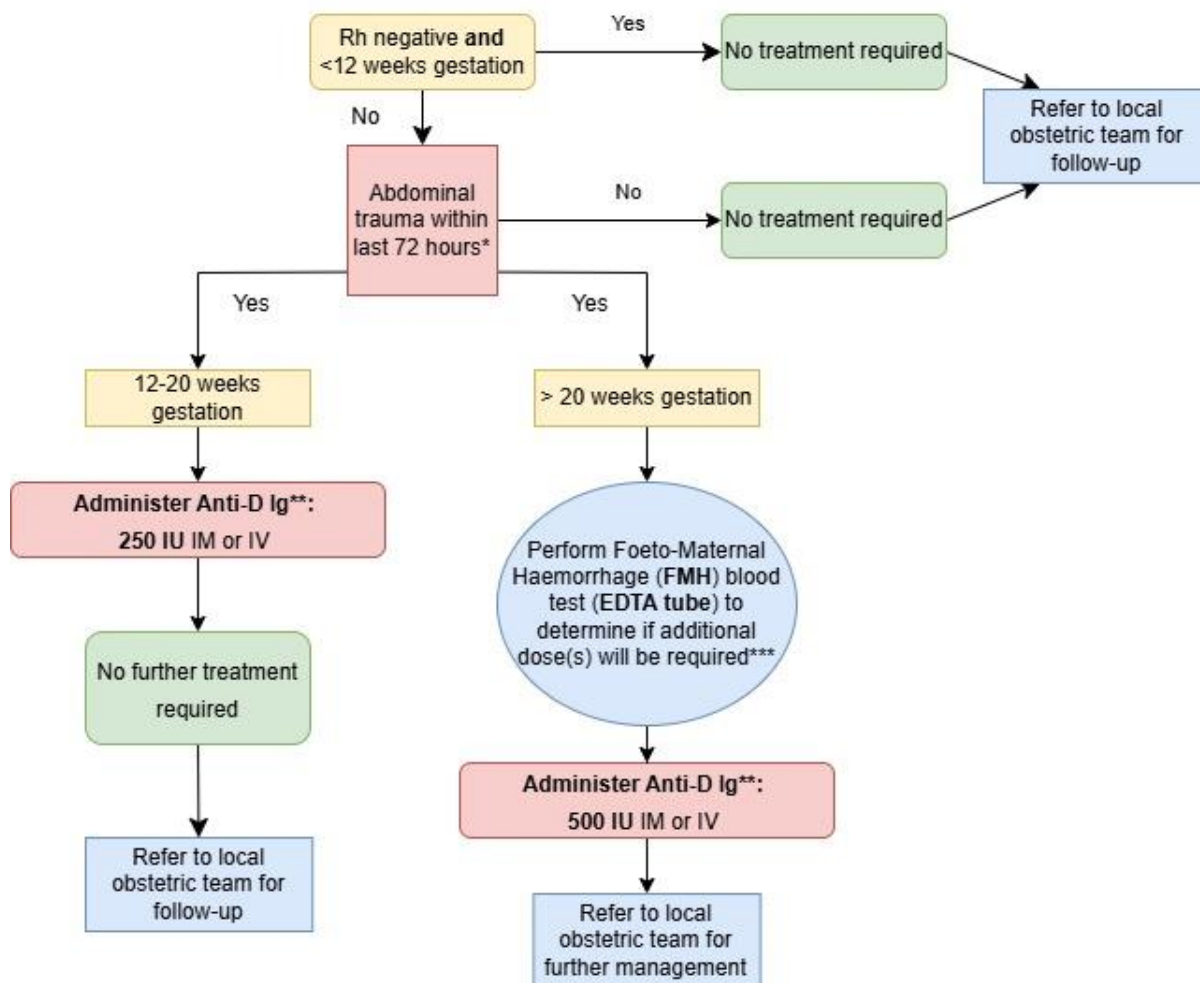 Rh negative and
<12 weeks gestation
Yes
No treatment required
Refer to local
obstetric team for
follow-up
No
Abdominal
trauma within
last 72 hours*
No
No treatment required
Yes
Yes
12-20 weeks
gestation
> 20 weeks gestation
Administer Anti-D Ig**:
250 IU IM or IV
Perform Foeto-Maternal
Haemorrhage (FMH) blood
test (EDTA tube) to
determine if additional
dose(s) will be required***
No further treatment
required
Administer Anti-D Ig**:
500 IU IM or IV
Refer to local
obstetric team for
follow-up
Refer to local
obstetric team for
further management